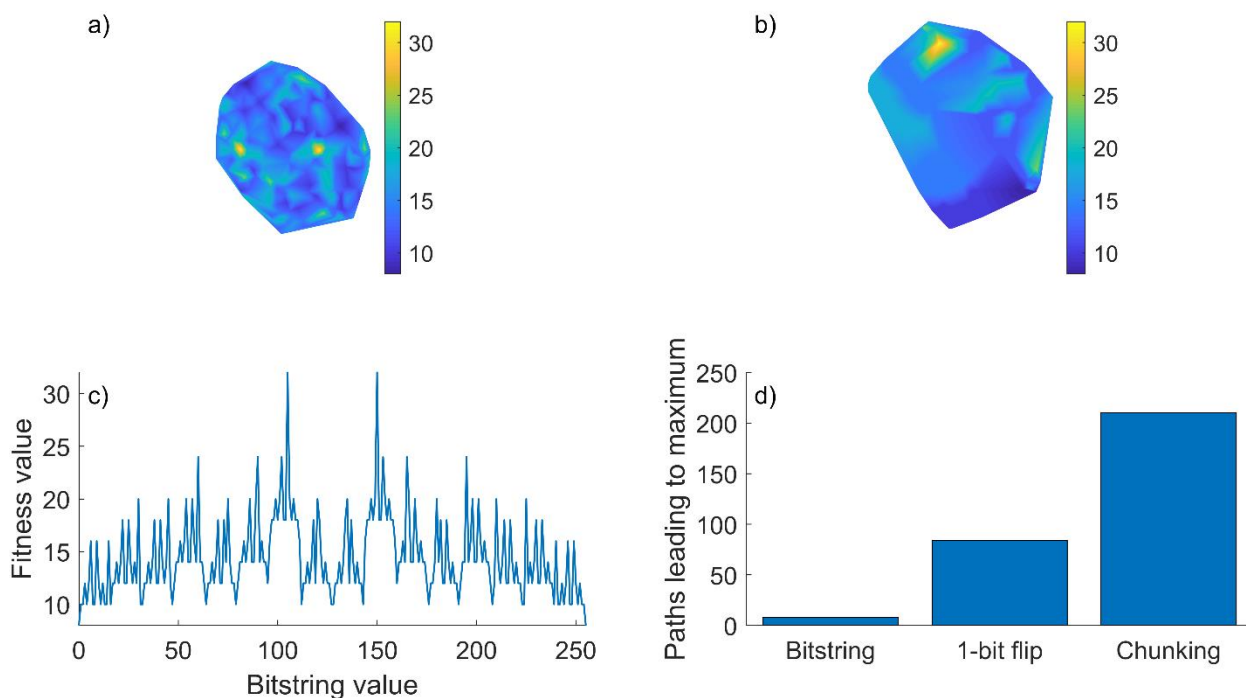 a)
30
25
20
15
10
b)
30
25
20
15
10
c)
Fitness value
30
25
20
15
10
0 50 100 150 200 250
Bitstring value
d)
Paths leading to maximum
250
200
150
100
50
0
Bitstring 1-bit flip Chunking